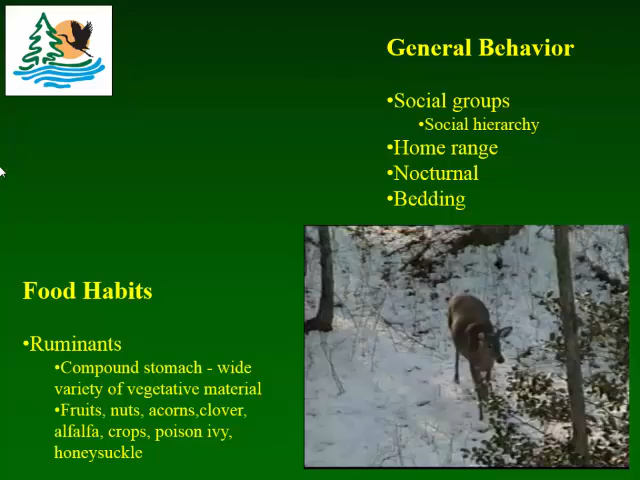 General Behavior
•Social groups
•Social hierarchy
•Home range
•Nocturnal
•Bedding
Food Habits
•Ruminants
•Compound stomach - wide
variety of vegetative material
•Fruits, nuts, acorns,clover,
alfalfa, crops, poison ivy,
honeysuckle